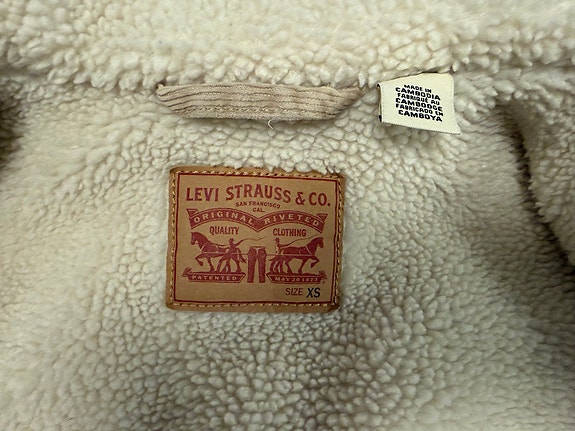 MADE IN
CAMBODIA
FABRIQUÉ AU
CAMBODGE
FABRICADO EN
CAMBOYA
LEVI STRAUSS & CO.
SAN FRANCISCO
CAL.
ORIGINAL RIVETED
QUALITY CLOTHING
PATENTED MAY 20 1873
SIZE XS